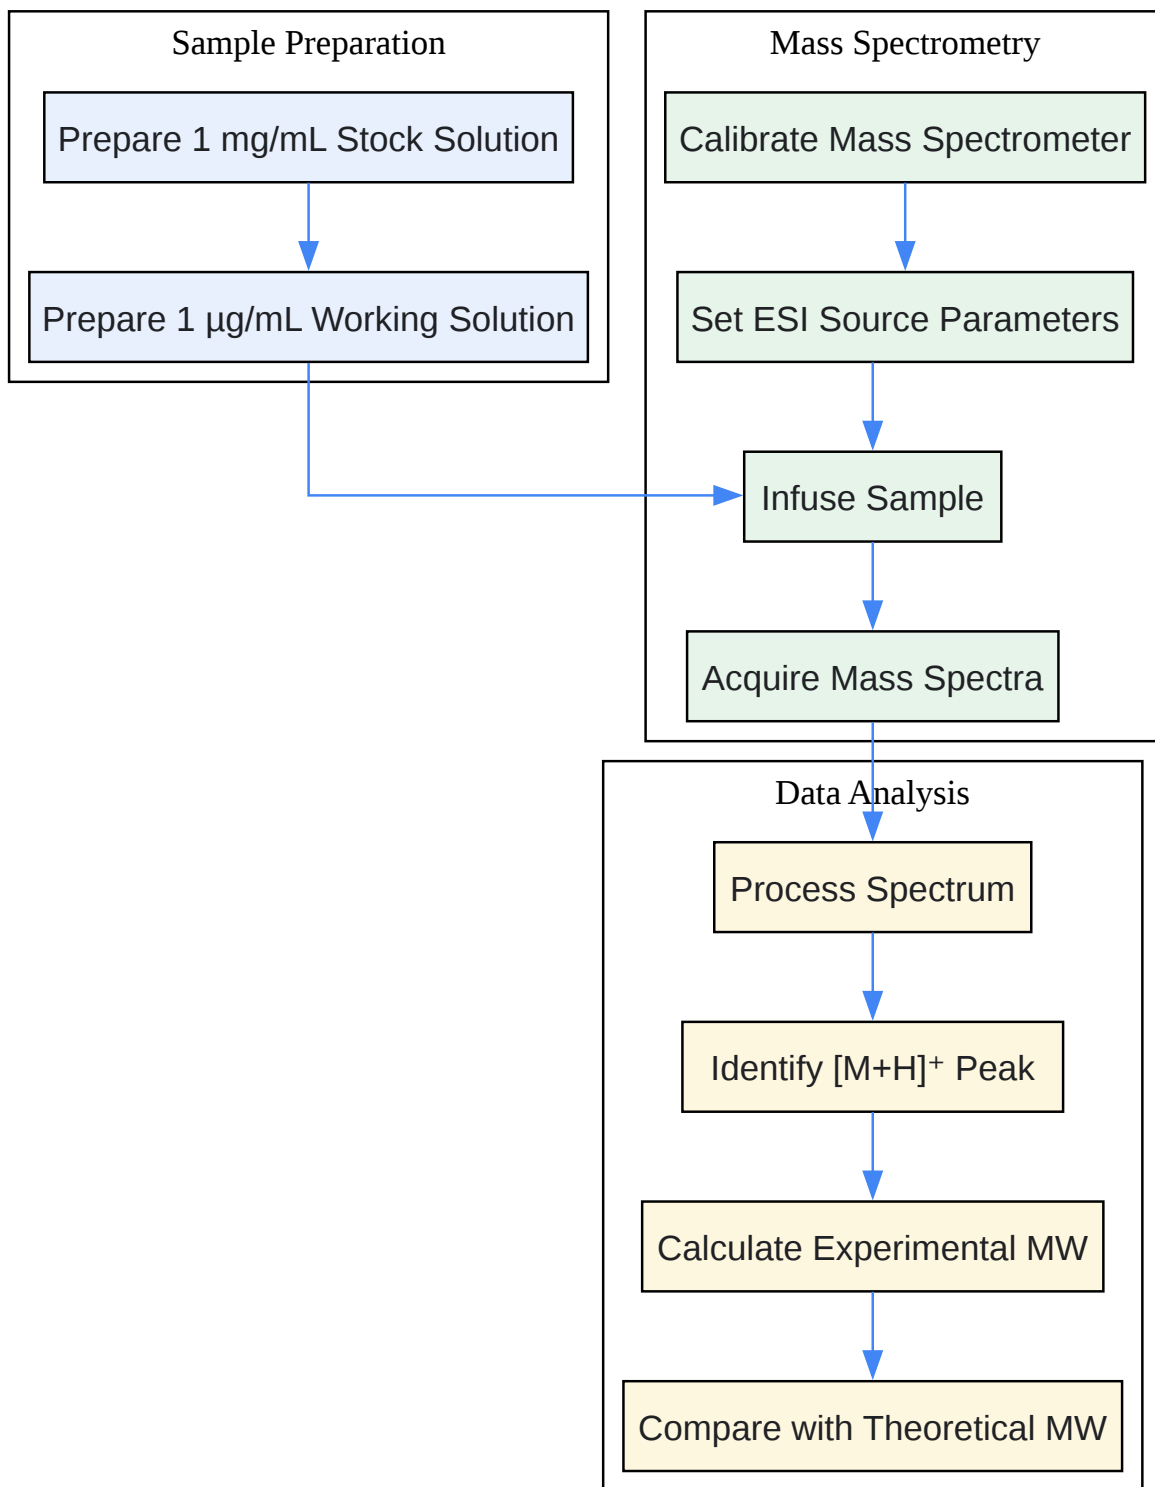 Sample Preparation
Prepare 1 mg/mL Stock Solution
Prepare 1 µg/mL Working Solution
Mass Spectrometry
Calibrate Mass Spectrometer
Set ESI Source Parameters
Infuse Sample
Acquire Mass Spectra
Data Analysis
Process Spectrum
Identify [M+H]⁺ Peak
Calculate Experimental MW
Compare with Theoretical MW